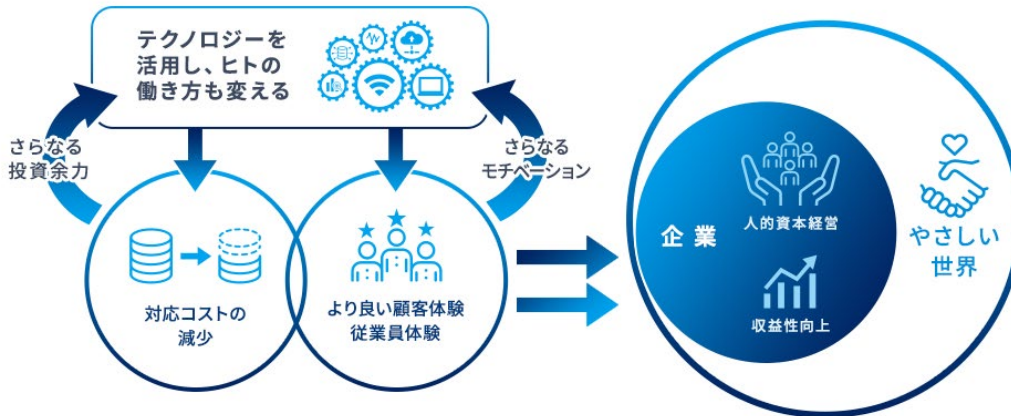 テクノロジーを
活用し、ヒトの
働き方も変える
さらなる
投資余力
さらなる
モチベーション
対応コストの
減少
より良い顧客体験
従業員体験
企業
人的資本経営
収益性向上
やさしい
世界